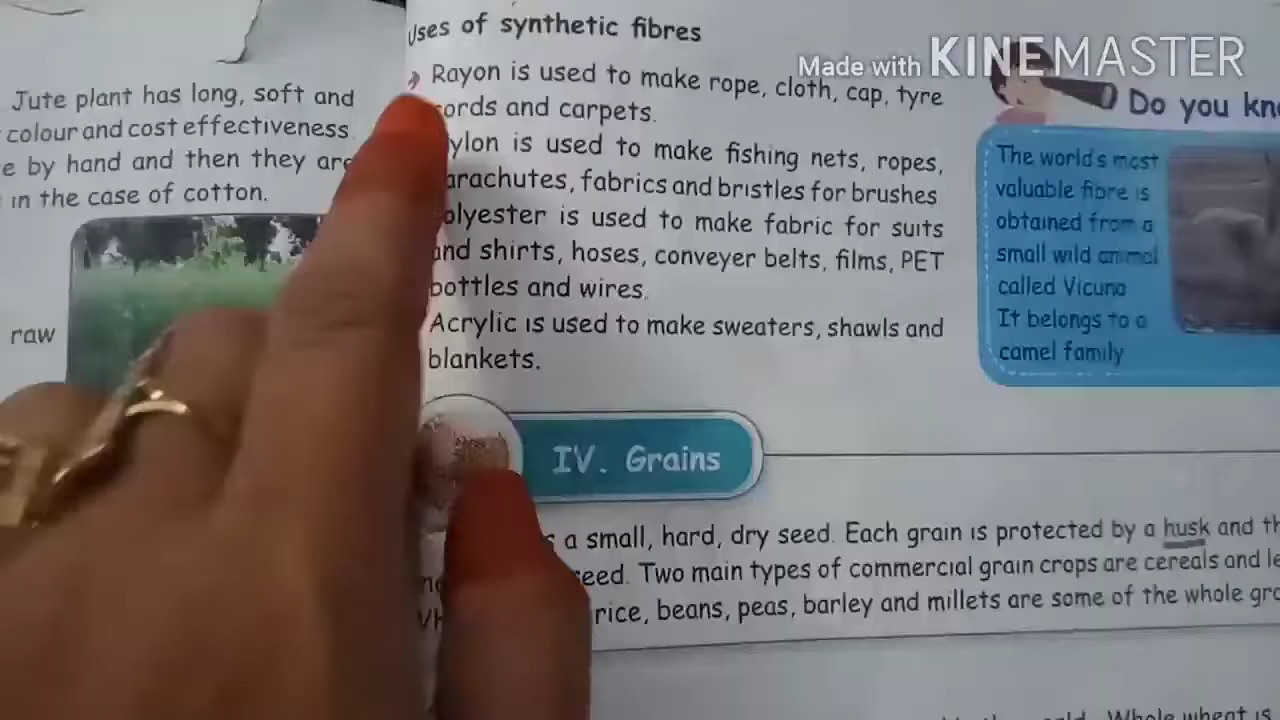 Jute plant has long, soft and
colour and cost effectiveness.
e by hand and then they are
in the case of cotton.
raw
Uses of synthetic fibres
Rayon is used to make rope, cloth, cap, tyre
cords and carpets.
ylon is used to make fishing nets, ropes,
arachutes, fabrics and bristles for brushes
olyester is used to make fabric for suits
and shirts, hoses, conveyer belts, films, PET
bottles and wires.
Acrylic is used to make sweaters, shawls and
blankets.
Made with KINEMASTER
Do you kn
The world's most
valuable fibre is
obtained from a
small wild animal
called Vicuna
It belongs to a
camel family
IV. Grains
a small, hard, dry seed. Each grain is protected by a husk and th
seed. Two main types of commercial grain crops are cereals and le
rice, beans, peas, barley and millets are some of the whole gra
Whole wheat is